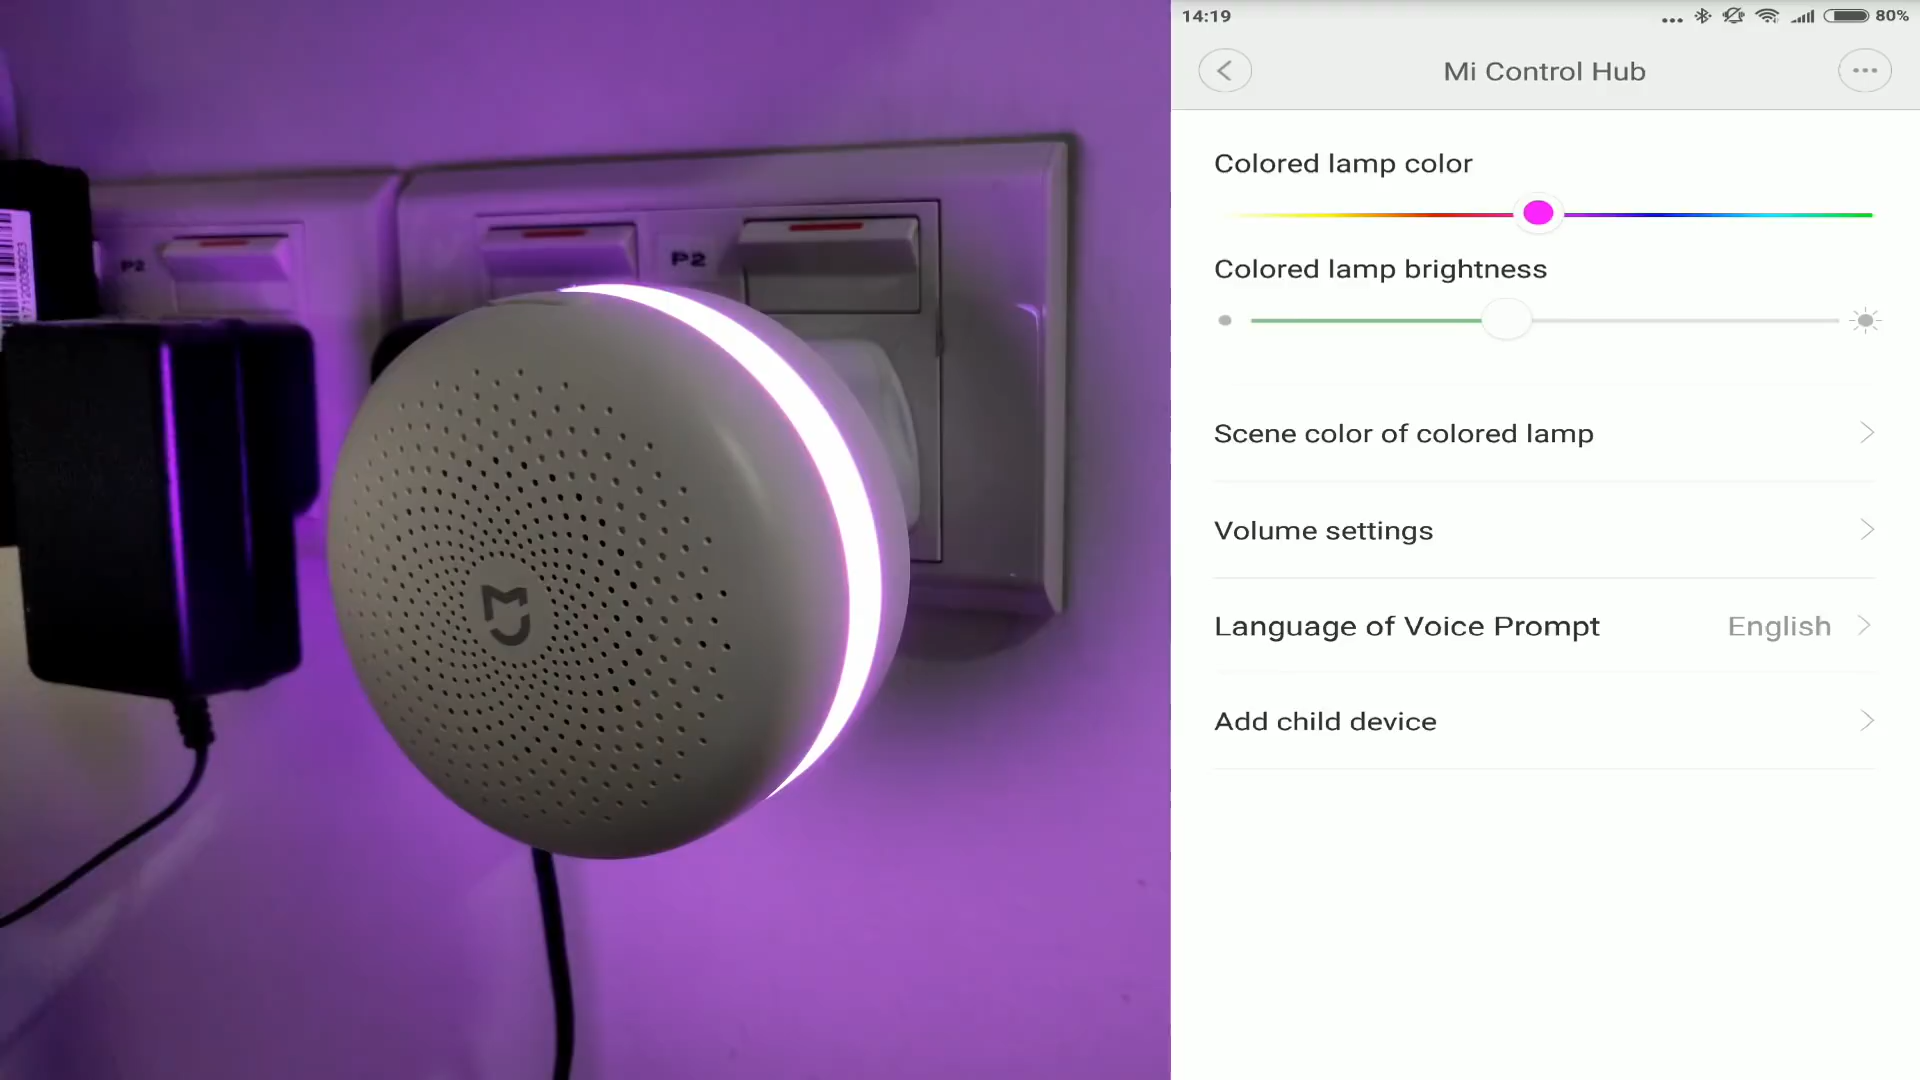 14:19
80%
Mi Control Hub
Colored lamp color
Colored lamp brightness
Scene color of colored lamp
Volume settings
Language of Voice Prompt
English
Add child device
P2
P2
17120036923